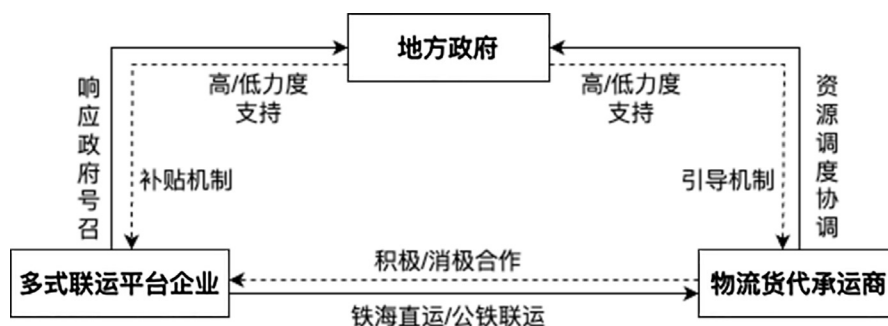 地方政府
高/低力度
支持
高/低力度
支持
响应政府号召
资源调度协调
补贴机制
引导机制
多式联运平台企业
积极/消极合作
物流货代承运商
铁海直运/公铁联运